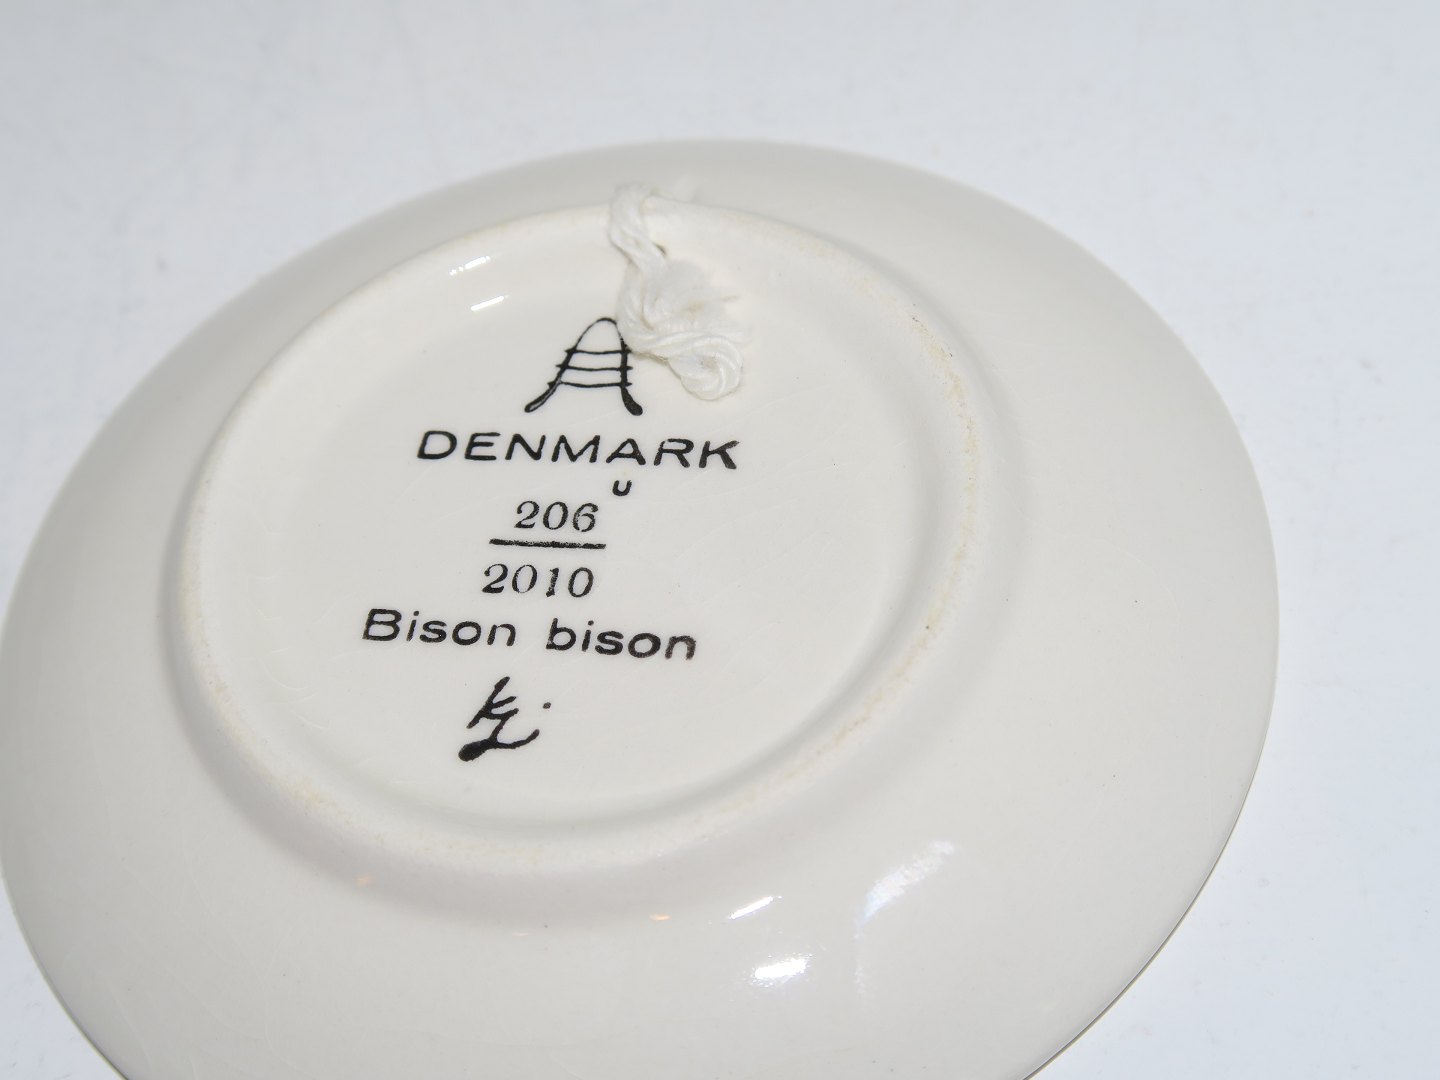 A
DENMARK
U
206
2010
Bison bison